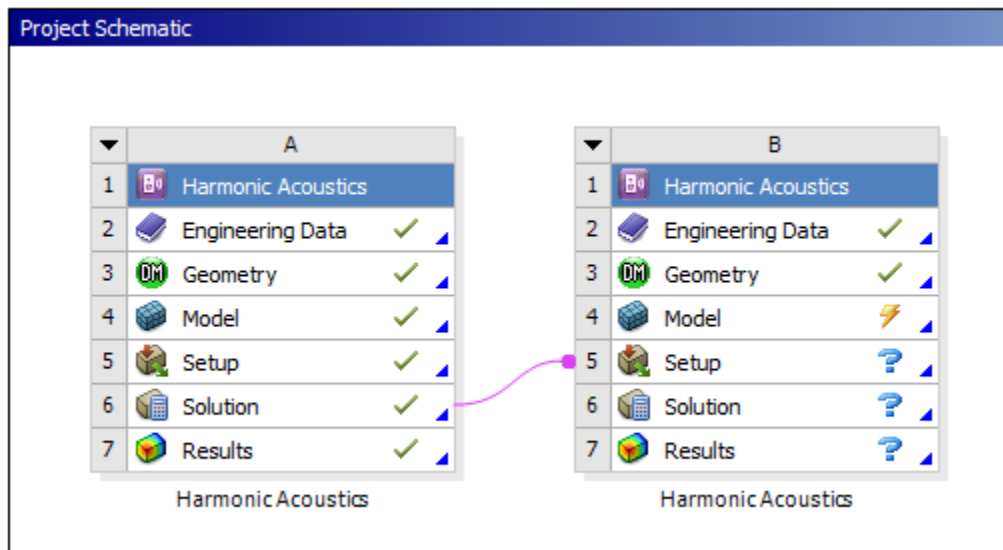 Project Schematic
A
1 Harmonic Acoustics
2 Engineering Data
3 DM Geometry
4 Model
5 Setup
6 Solution
7 Results
Harmonic Acoustics
B
1 Harmonic Acoustics
2 Engineering Data ✓
3 DM Geometry
4 Model
5 Setup ?
6 Solution ?
7 Results ?
Harmonic Acoustics